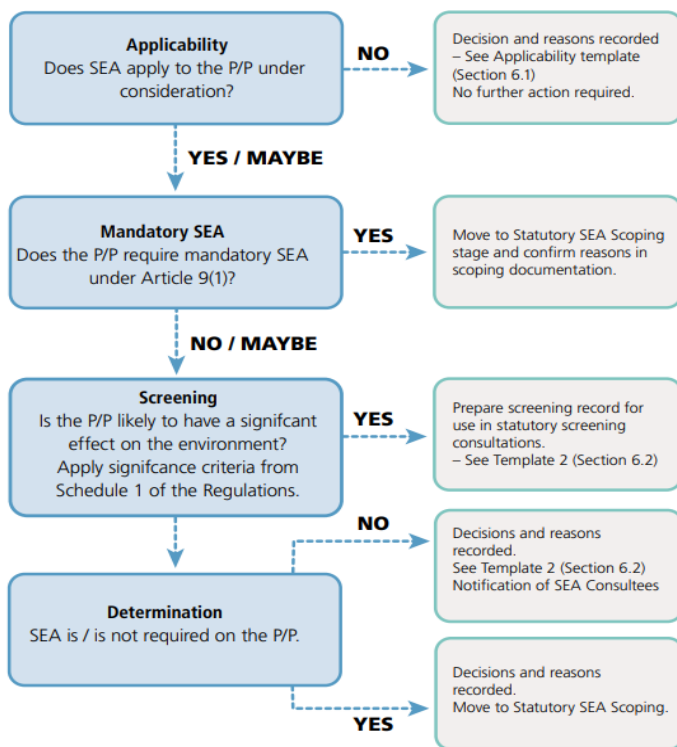 Applicability
Does SEA apply to the P/P under
consideration?
NO
Decision and reasons recorded
– See Applicability template
(Section 6.1)
No further action required.
YES / MAYBE
Mandatory SEA
Does the P/P require mandatory SEA
under Article 9(1)?
YES
Move to Statutory SEA Scoping
stage and confirm reasons in
scoping documentation.
NO / MAYBE
Screening
Is the P/P likely to have a signifcant
effect on the environment?
Apply signifcance criteria from
Schedule 1 of the Regulations.
YES
Prepare screening record for
use in statutory screening
consultations.
– See Template 2 (Section 6.2)
NO
Decisions and reasons
recorded.
See Template 2 (Section 6.2)
Notification of SEA Consultees
Determination
SEA is / is not required on the P/P.
YES
Decisions and reasons
recorded.
Move to Statutory SEA Scoping.